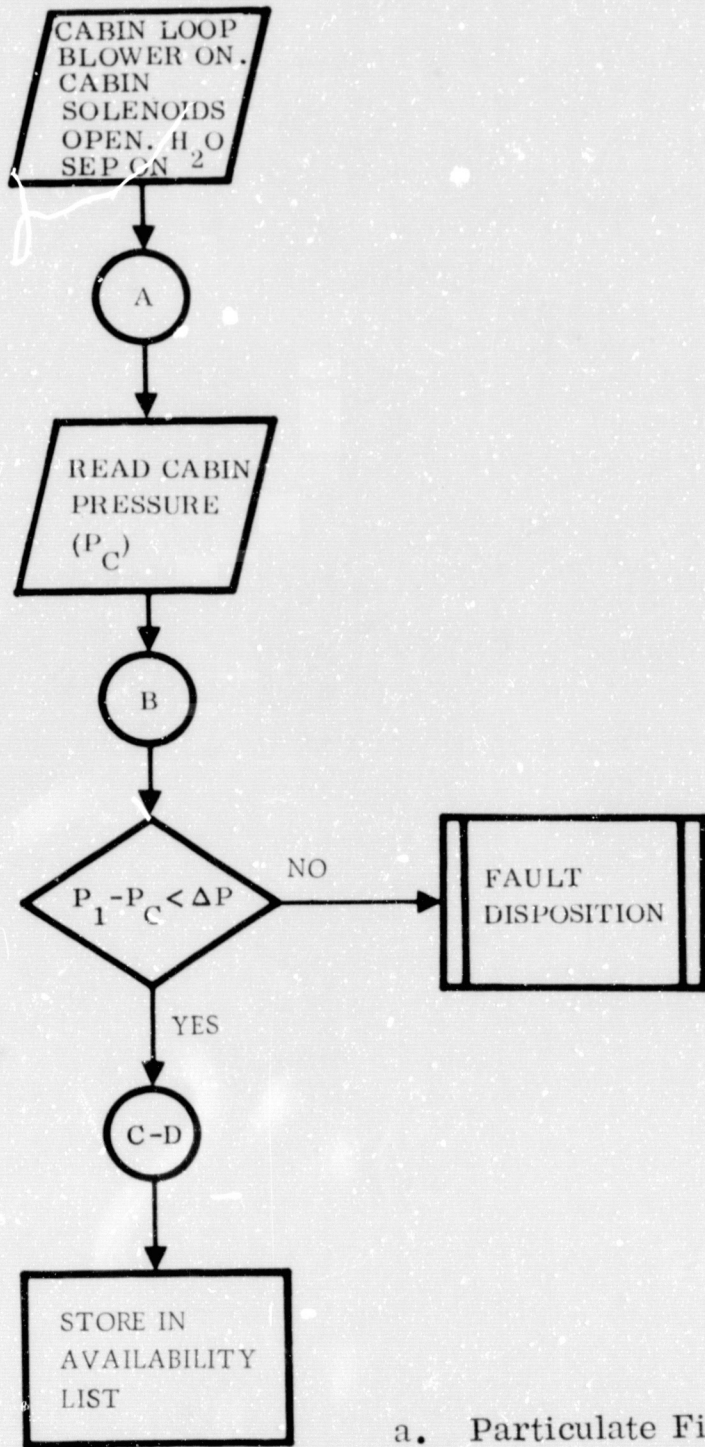 CABIN LOOP
BLOWER ON.
CABIN
SOLENOIDS
OPEN. H2O
SEP ON
A
READ CABIN
PRESSURE
(PC)
B
P1-PC<ΔP
NO
FAULT
DISPOSITION
YES
C-D
STORE IN
AVAILABILITY
LIST
a. Particulate